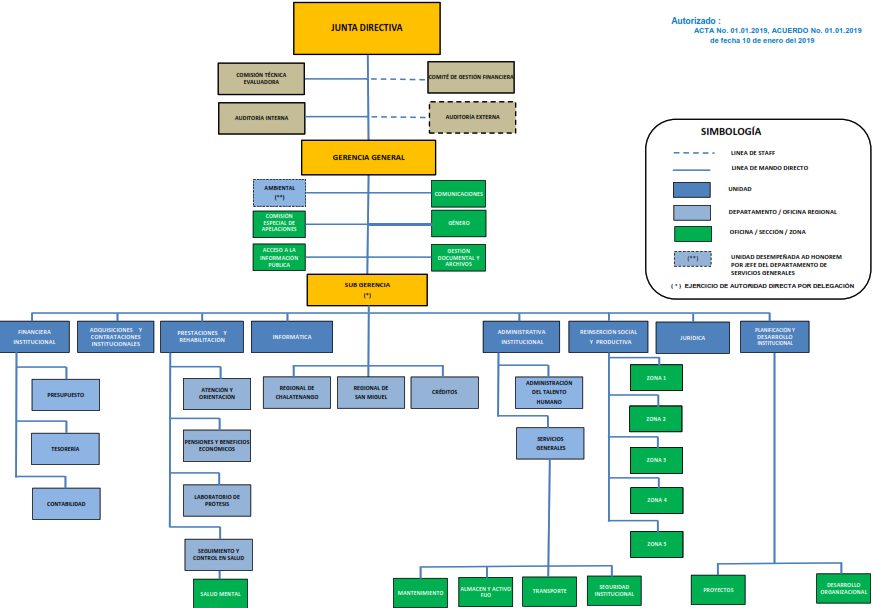 JUNTA DIRECTIVA
Autorizado :
ACTA No. 01.01.2019, ACUERDO No. 01.01.2019
de fecha 10 de enero del 2019
COMISIÓN TÉCNICA
EVALUADORA
COMITÉ DE GESTIÓN FINANCIERA
AUDITORÍA INTERNA
AUDITORÍA EXTERNA
GERENCIA GENERAL
AMBIENTAL
(**)
COMUNICACIONES
COMISIÓN
ESPECIAL DE
APELACIONES
GÉNERO
ACCESO A LA
INFORMACIÓN
PÚBLICA
GESTIÓN
DOCUMENTAL Y
ARCHIVOS
SUB GERENCIA
(*)
SIMBOLOGÍA
LINEA DE STAFF
LINEA DE MANDO DIRECTO
UNIDAD
DEPARTAMENTO / OFICINA REGIONAL
OFICINA / SECCIÓN / ZONA
(**)
UNIDAD DESEMPEÑADA AD HONOREM
POR JEFE DEL DEPARTAMENTO DE
SERVICIOS GENERALES
( * ) EJERCICIO DE AUTORIDAD DIRECTA POR DELEGACIÓN
FINANCIERA
INSTITUCIONAL
ADQUISICIONES Y
CONTRATACIONES
INSTITUCIONALES
PRESTACIONES Y
REHABILITACIÓN
INFORMÁTICA
ADMINISTRATIVA
INSTITUCIONAL
REINSERCIÓN SOCIAL
Y PRODUCTIVA
JURÍDICA
PLANIFICACIÓN Y
DESARROLLO
INSTITUCIONAL
PRESUPUESTO
TESORERIA
CONTABILIDAD
ATENCIÓN Y
ORIENTACIÓN
PENSIONES Y BENEFICIOS
ECONÓMICOS
LABORATORIO DE
PRÓTESIS
SEGUIMIENTO Y
CONTROL EN SALUD
SALUD MENTAL
REGIONAL DE
CHALATENANGO
REGIONAL DE
SAN MIGUEL
CRÉDITOS
ADMINISTRACIÓN
DEL TALENTO
HUMANO
SERVICIOS
GENERALES
ZONA 1
ZONA 2
ZONA 3
ZONA 4
ZONA 5
MANTENIMIENTO
ALMACEN Y ACTIVO
FIJO
TRANSPORTE
SEGURIDAD
INSTITUCIONAL
PROYECTOS
DESARROLLO
ORGANIZACIONAL